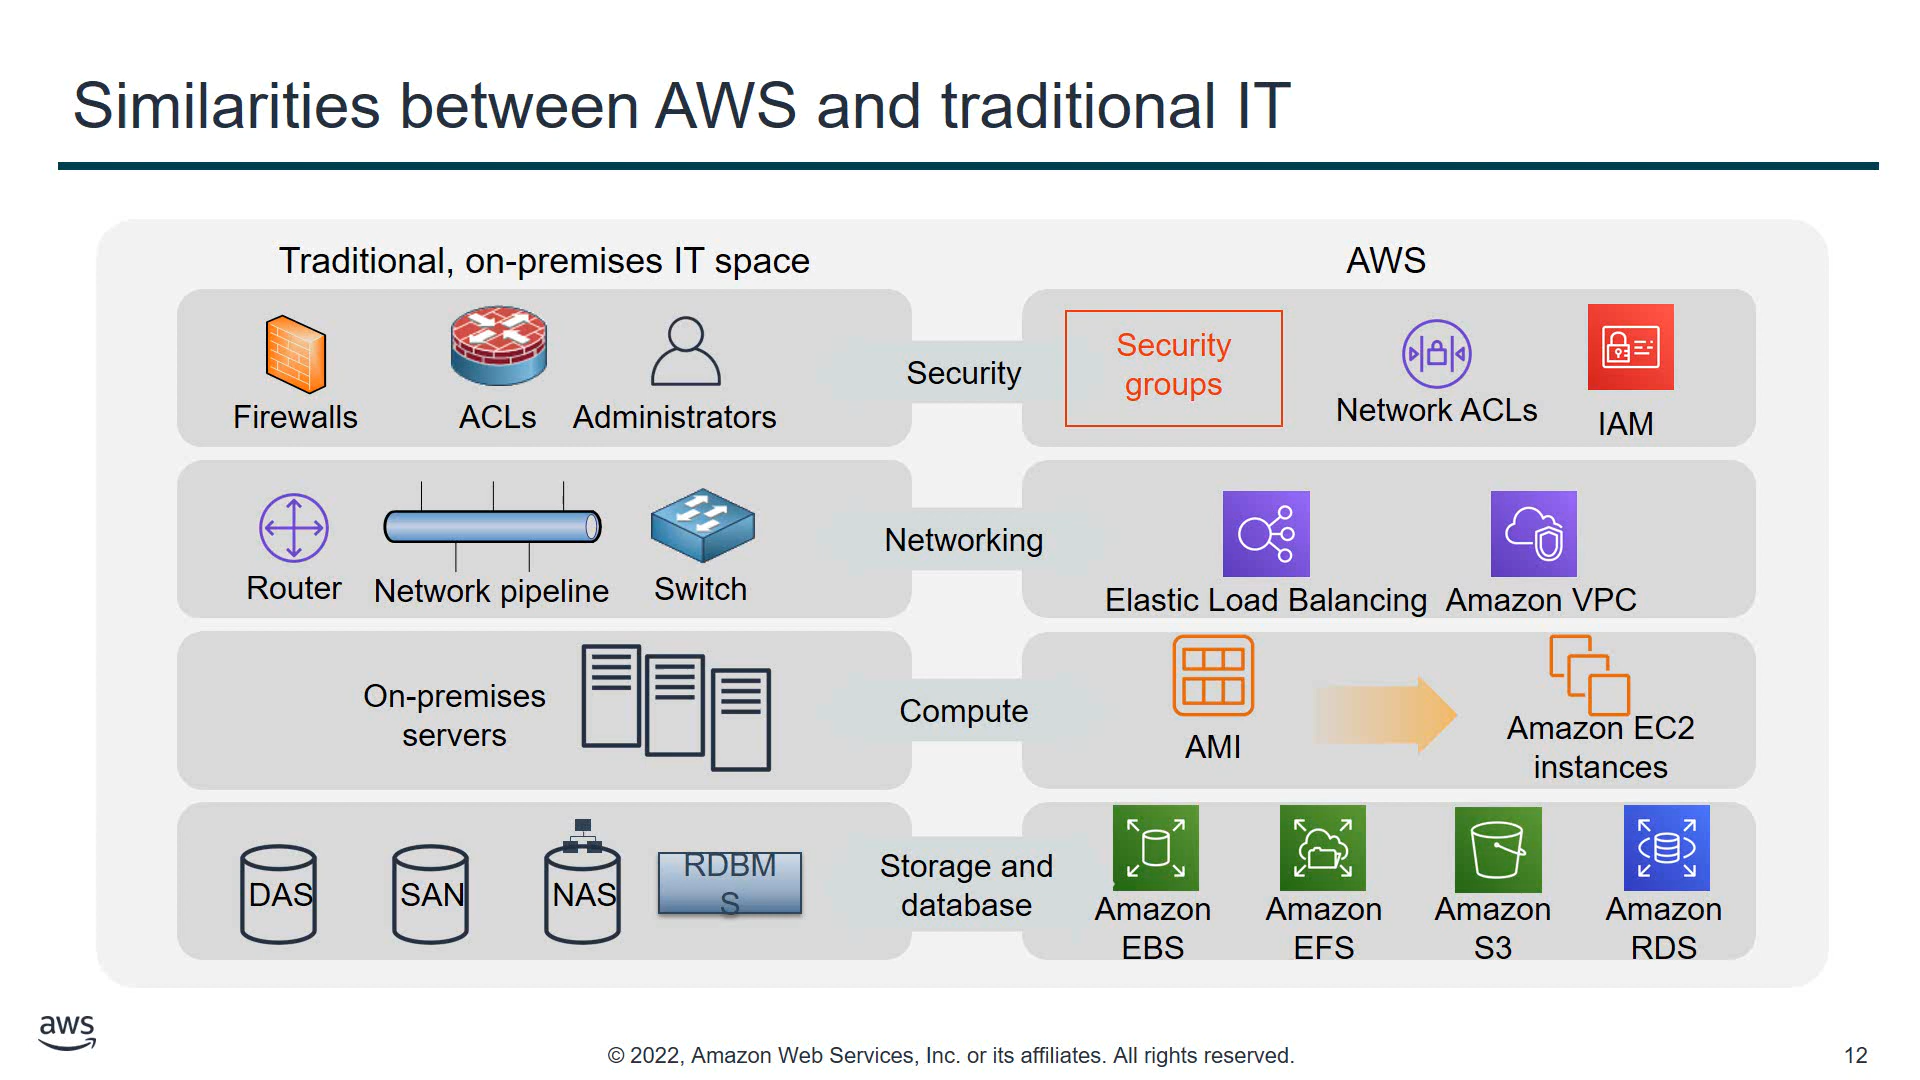 Similarities between AWS and traditional IT
Traditional, on-premises IT space
AWS
Firewalls
ACLs
Administrators
Security
Security
groups
Network ACLs
IAM
Router
Network pipeline
Switch
Networking
Elastic Load Balancing
Amazon VPC
On-premises
servers
Compute
AMI
Amazon EC2
instances
DAS
SAN
NAS
RDBM
S
Storage and
database
Amazon
EBS
Amazon
EFS
Amazon
S3
Amazon
RDS
aws
© 2022, Amazon Web Services, Inc. or its affiliates. All rights reserved.
12